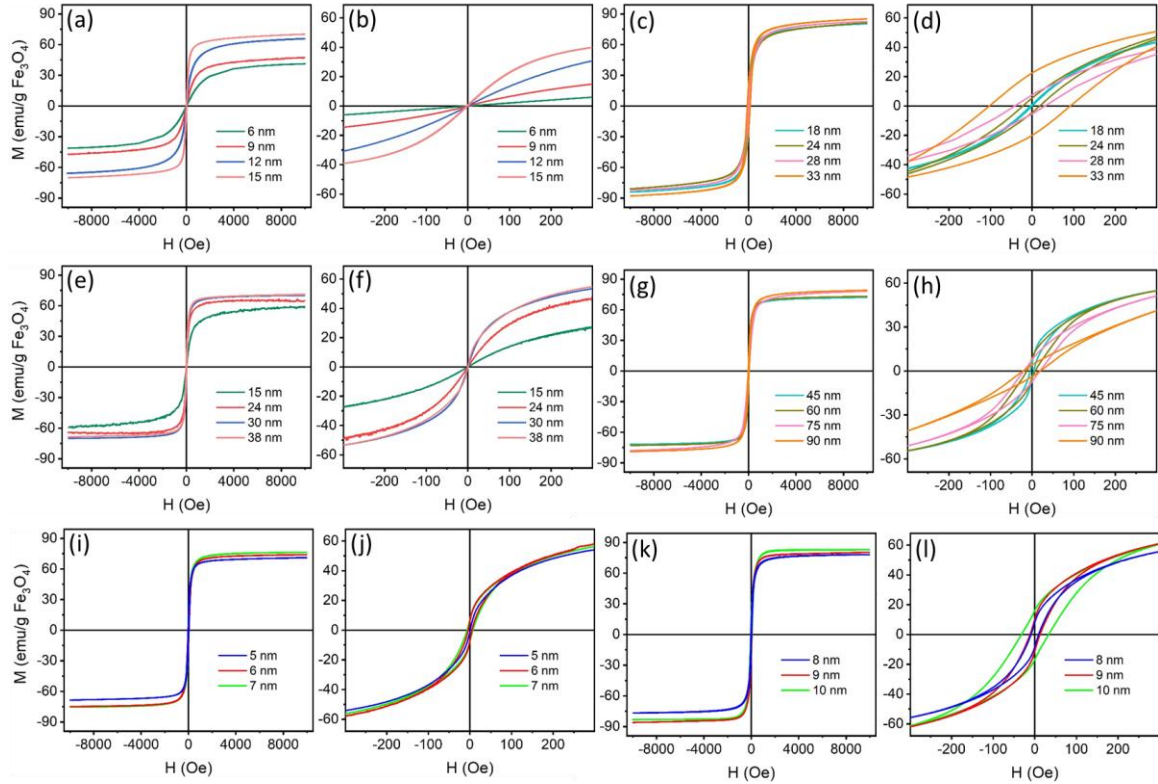 (a)
M (emu/g Fe₃O₄)
90
60
30
0
-30
-60
-90
6 nm
9 nm
12 nm
15 nm
-8000 -4000 0 4000 8000
H (Oe)
(b)
60
40
20
0
-20
-40
-60
6 nm
9 nm
12 nm
15 nm
-200 -100 0 100 200
H (Oe)
(c)
90
60
30
0
-30
-60
-90
18 nm
24 nm
28 nm
33 nm
-8000 -4000 0 4000 8000
H (Oe)
(d)
60
30
0
-30
-60
18 nm
24 nm
28 nm
33 nm
-200 -100 0 100 200
H (Oe)
(e)
M (emu/g Fe₃O₄)
90
60
30
0
-30
-60
-90
15 nm
24 nm
30 nm
38 nm
-8000 -4000 0 4000 8000
H (Oe)
(f)
60
40
20
0
-20
-40
-60
15 nm
24 nm
30 nm
38 nm
-200 -100 0 100 200
H (Oe)
(g)
90
60
30
0
-30
-60
-90
45 nm
60 nm
75 nm
90 nm
-8000 -4000 0 4000 8000
H (Oe)
(h)
60
30
0
-30
-60
45 nm
60 nm
75 nm
90 nm
-200 -100 0 100 200
H (Oe)
(i)
M (emu/g Fe₃O₄)
90
60
30
0
-30
-60
-90
5 nm
6 nm
7 nm
-8000 -4000 0 4000 8000
H (Oe)
(j)
60
40
20
0
-20
-40
-60
5 nm
6 nm
7 nm
-200 -100 0 100 200
H (Oe)
(k)
90
60
30
0
-30
-60
-90
8 nm
9 nm
10 nm
-8000 -4000 0 4000 8000
H (Oe)
(l)
60
40
20
0
-20
-40
-60
8 nm
9 nm
10 nm
-200 -100 0 100 200
H (Oe)